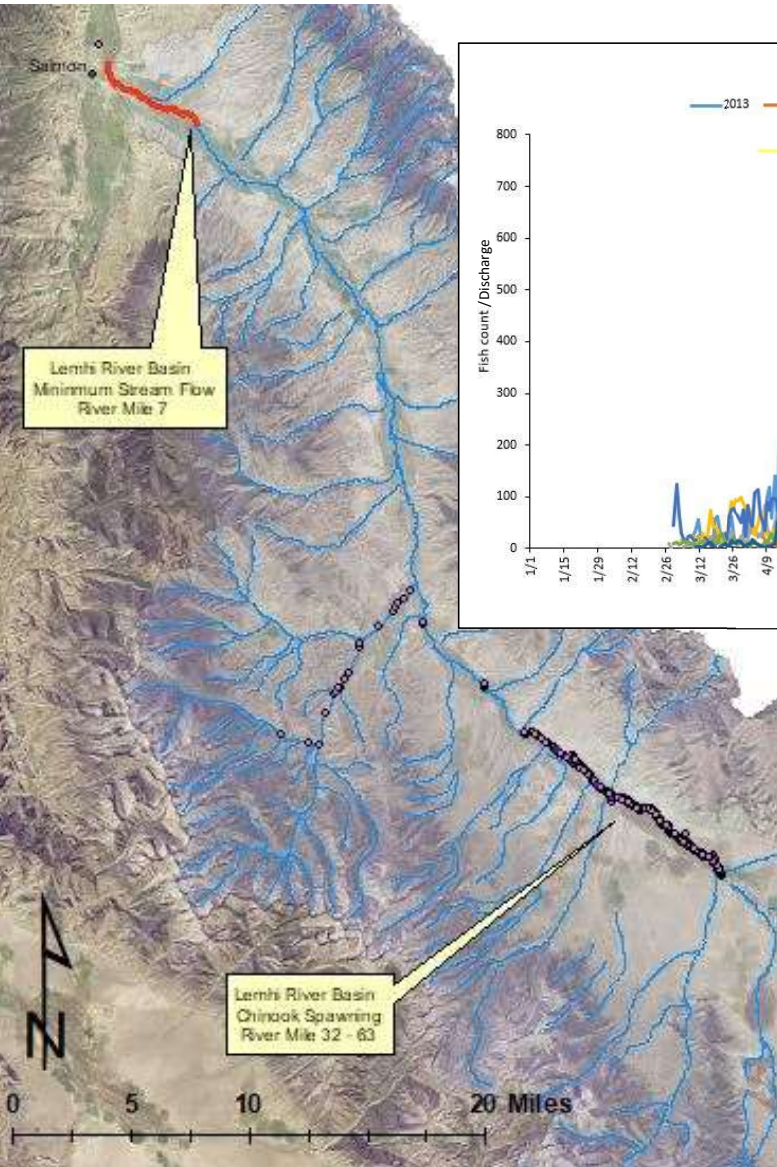 Salmon
Lemhi River Basin
Minimum Stream Flow
River Mile 7
2013
Fish count / Discharge
800
700
600
500
400
300
200
100
0
1/1
1/15
1/29
2/12
2/26
3/12
3/26
4/9
Lemhi River Basin
Chinook Spawning
River Mile 32 - 63
N
0 5 10 20 Miles